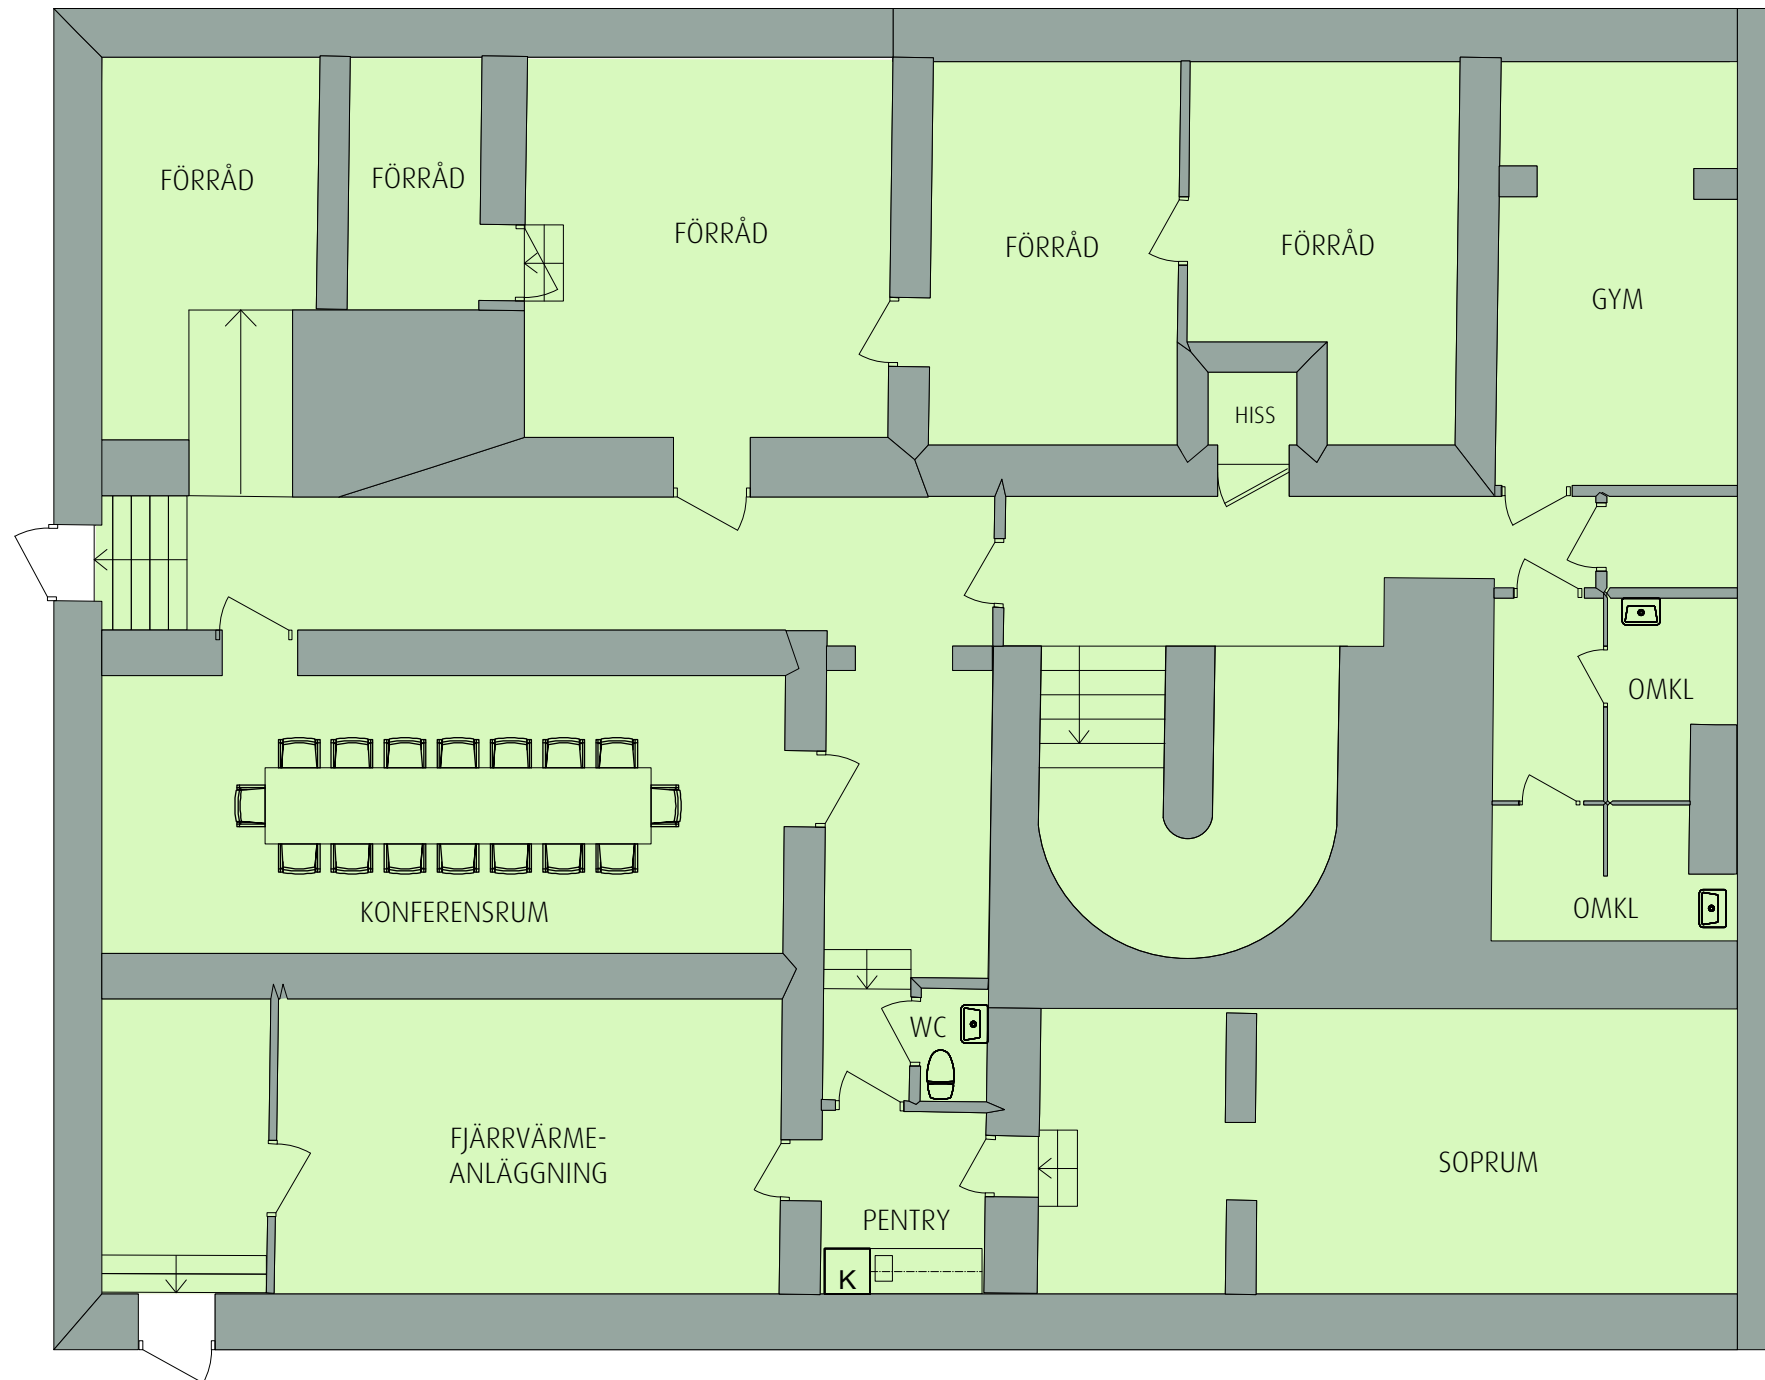 FÖRRÅD
FÖRRÅD
FÖRRÅD
FÖRRÅD
FÖRRÅD
GYM
HISS
OMKL
KONFERENSRUM
OMKL
WC
FJÄRRVÄRME-
ANLÄGGNING
SOPRUM
PENTRY
K